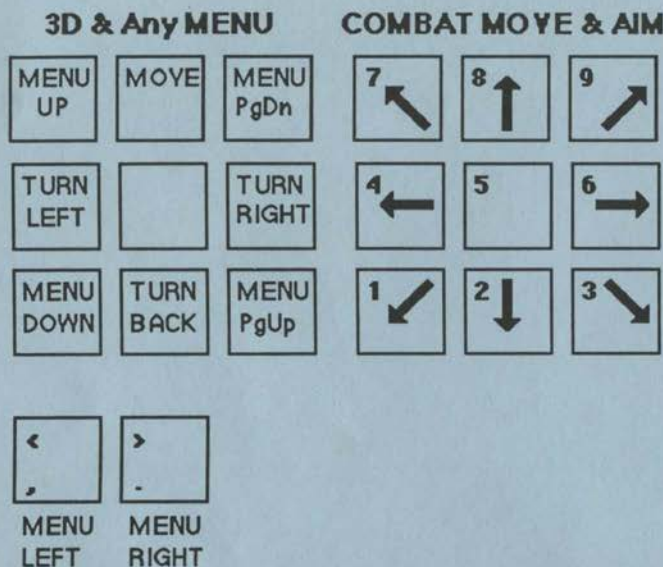 3D & Any MENU
MENU UP
MOVE
MENU PgDn
TURN LEFT
TURN RIGHT
MENU DOWN
TURN BACK
MENU PgUp
<
,
MENU LEFT
>
.
MENU RIGHT
COMBAT MOVE & AIM
7
8
9
4
5
6
1
2
3